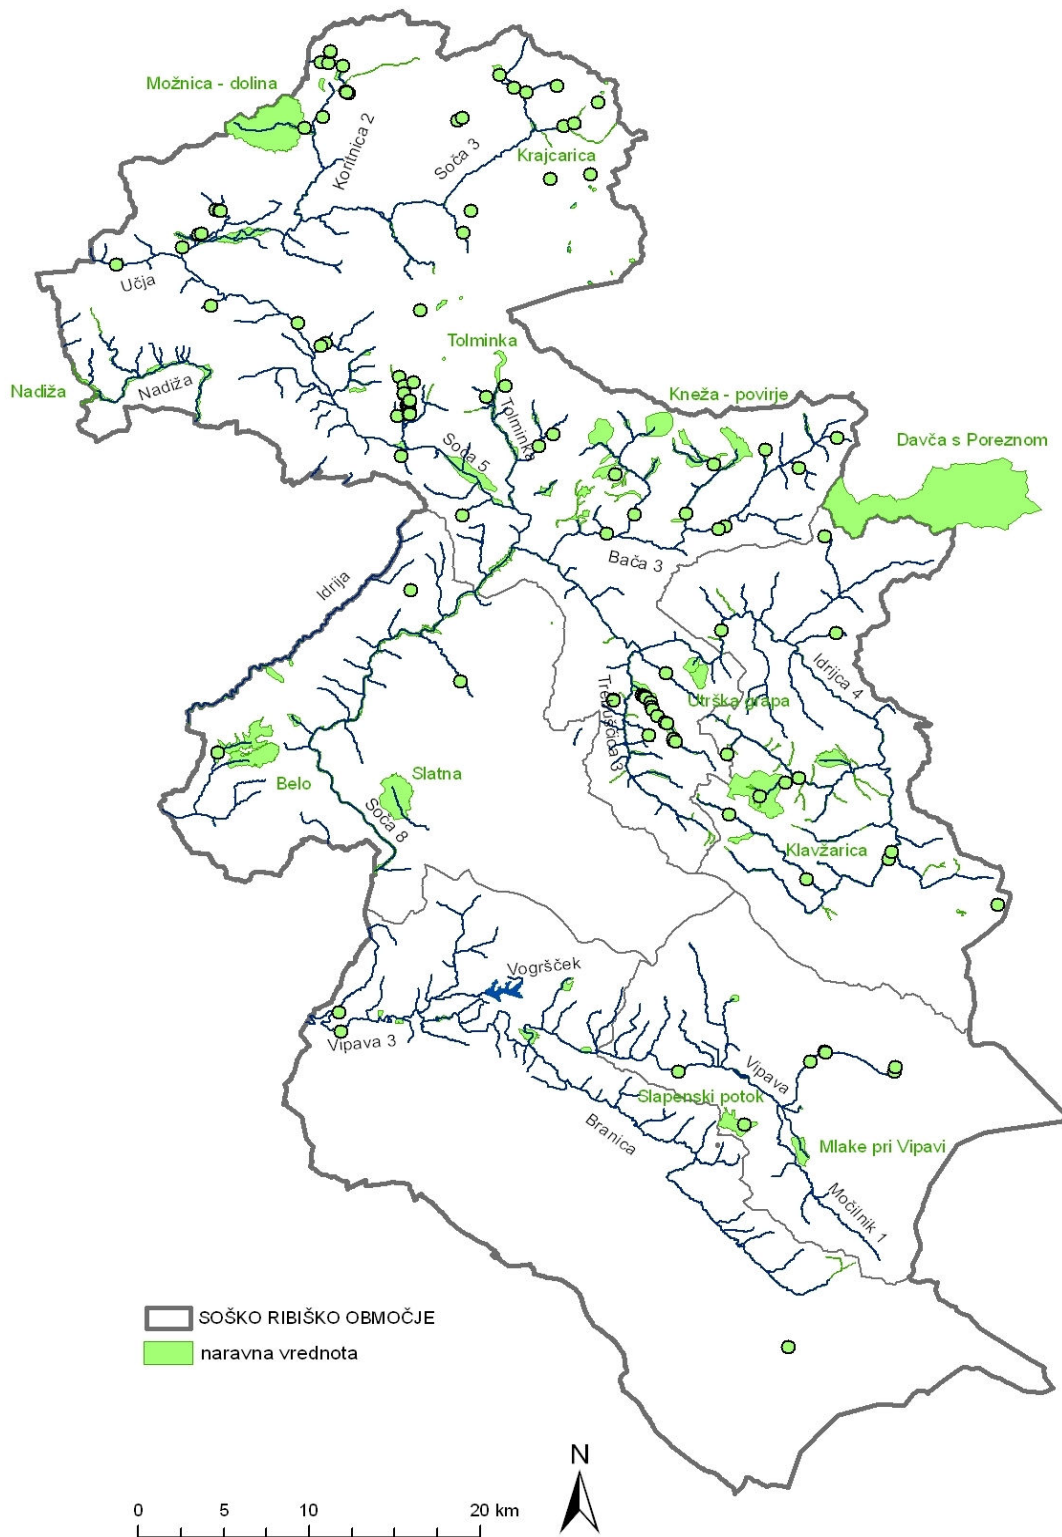 Možnica - dolina
Koritnica 2
Soča 3
Krajcarica
Učja
Nadiža
Nadiža
Tolminka
Tolminka
Kneža - povirje
Davča s Poreznom
Soča 5
Bača 3
Idrija
Idrijca 4
Trebuščica 3
Utrška grapa
Belo
Slatna
Soča 8
Klavžarica
Vogršček
Vipava 3
Vipava
Slapenski potok
Branica
Mlake pri Vipavi
Močilnik 1
SOŠKO RIBIŠKO OBMOČJE
naravna vrednota
N
0 5 10 20 km